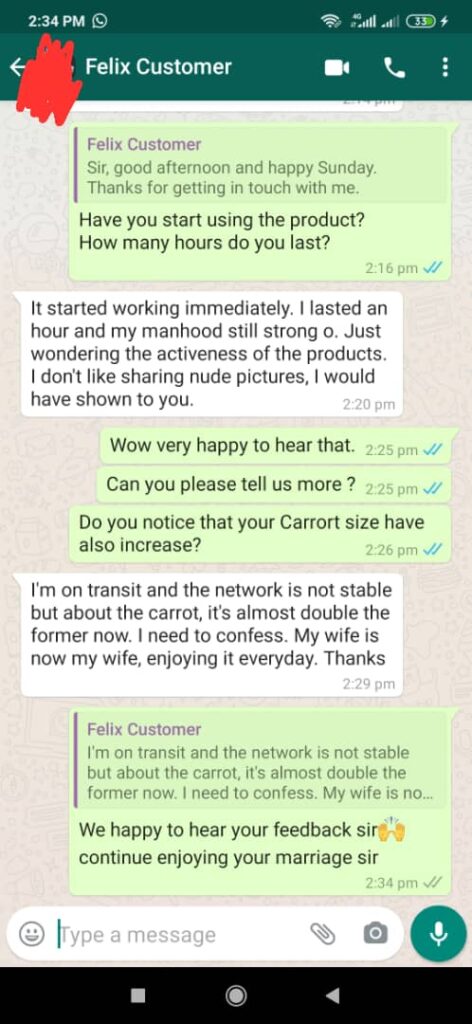 2:34 PM
4G
33
Felix Customer
Felix Customer
Sir, good afternoon and happy Sunday.
Thanks for getting in touch with me.
Have you start using the product?
How many hours do you last?
2:16 pm
It started working immediately. I lasted an
hour and my manhood still strong o. Just
wondering the activeness of the products.
I don't like sharing nude pictures, I would
have shown to you.
2:20 pm
Wow very happy to hear that. 2:25 pm
Can you please tell us more ? 2:25 pm
Do you notice that your Carrort size have
also increase?
2:26 pm
I'm on transit and the network is not stable
but about the carrot, it's almost double the
former now. I need to confess. My wife is
now my wife, enjoying it everyday. Thanks
2:29 pm
Felix Customer
I'm on transit and the network is not stable
but about the carrot, it's almost double the
former now. I need to confess. My wife is no...
We happy to hear your feedback sir🙌
continue enjoying your marriage sir
2:34 pm
Type a message